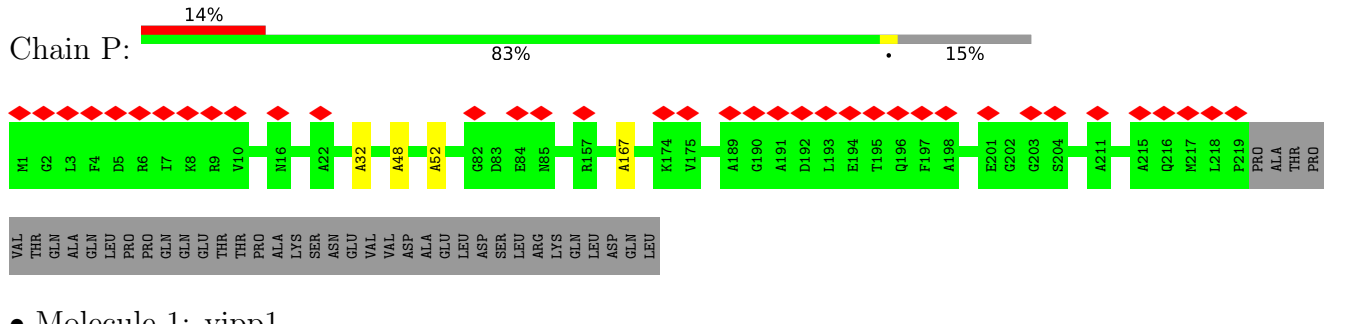 14%
Chain P:
83% • 15%
M1 G2 L3 F4 D5 R6 I7 K8 R9 V10 N16 A22 A32 A48 A52 G82 D83 E84 N85 R157 A167 K174 V175 A189 G190 A191 D192 L193 E194 T195 Q196 F197 A198 E201 G202 G203 S204 A211 A215 Q216 M217 L218 P219 PRO ALA THR PRO
VAL THR GLN ALA GLN LEU PRO PRO GLN GLN GLU THR THR PRO ALA LYS SER ASN GLU VAL VAL ASP ALA GLU LEU ASP SER LEU ARG LYS GLN LEU ASP GLN LEU
• Molecule 1: vipp1